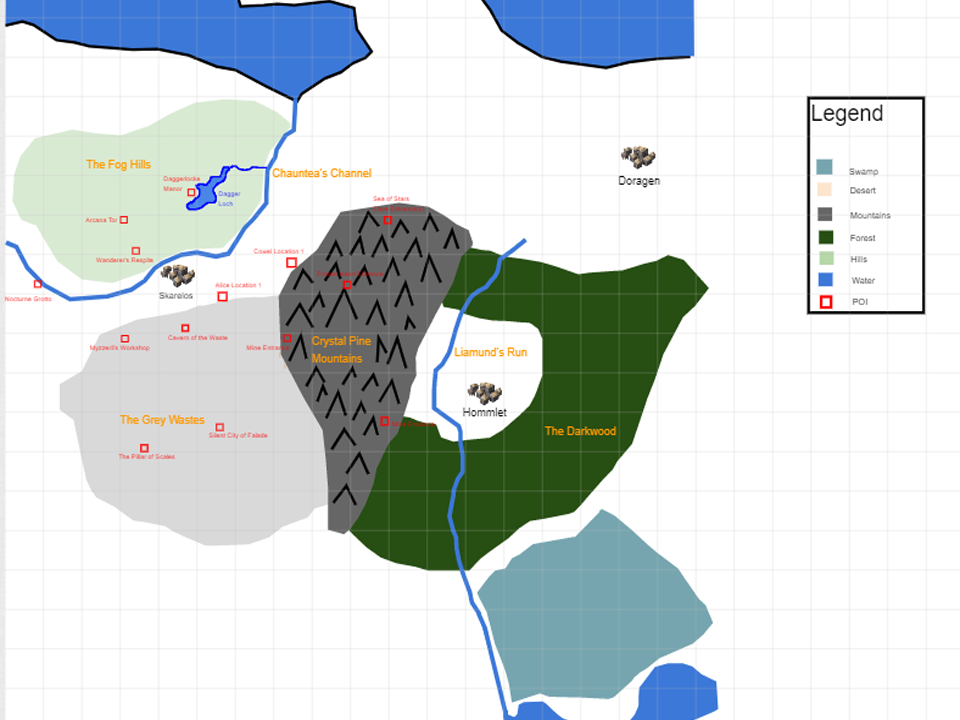 Legend
Swamp
Desert
Mountains
Forest
Hills
Water
POI
Doragen
The Fog Hills
Chauntea's Channel
Daggerlocke
Manor
Dagger
Loch
Sea of Stars
Arcana Tor
Wanderer's Respite
Cowel Location 1
Skarelos
Alice Location 1
Nocturne Grotto
Cavern of the Waste
Workshop
Mine
Crystal Pine
Mountains
Liamund's Run
Hommlet
The Grey Wastes
Silent City of Falade
The Pillar of Scales
The Darkwood